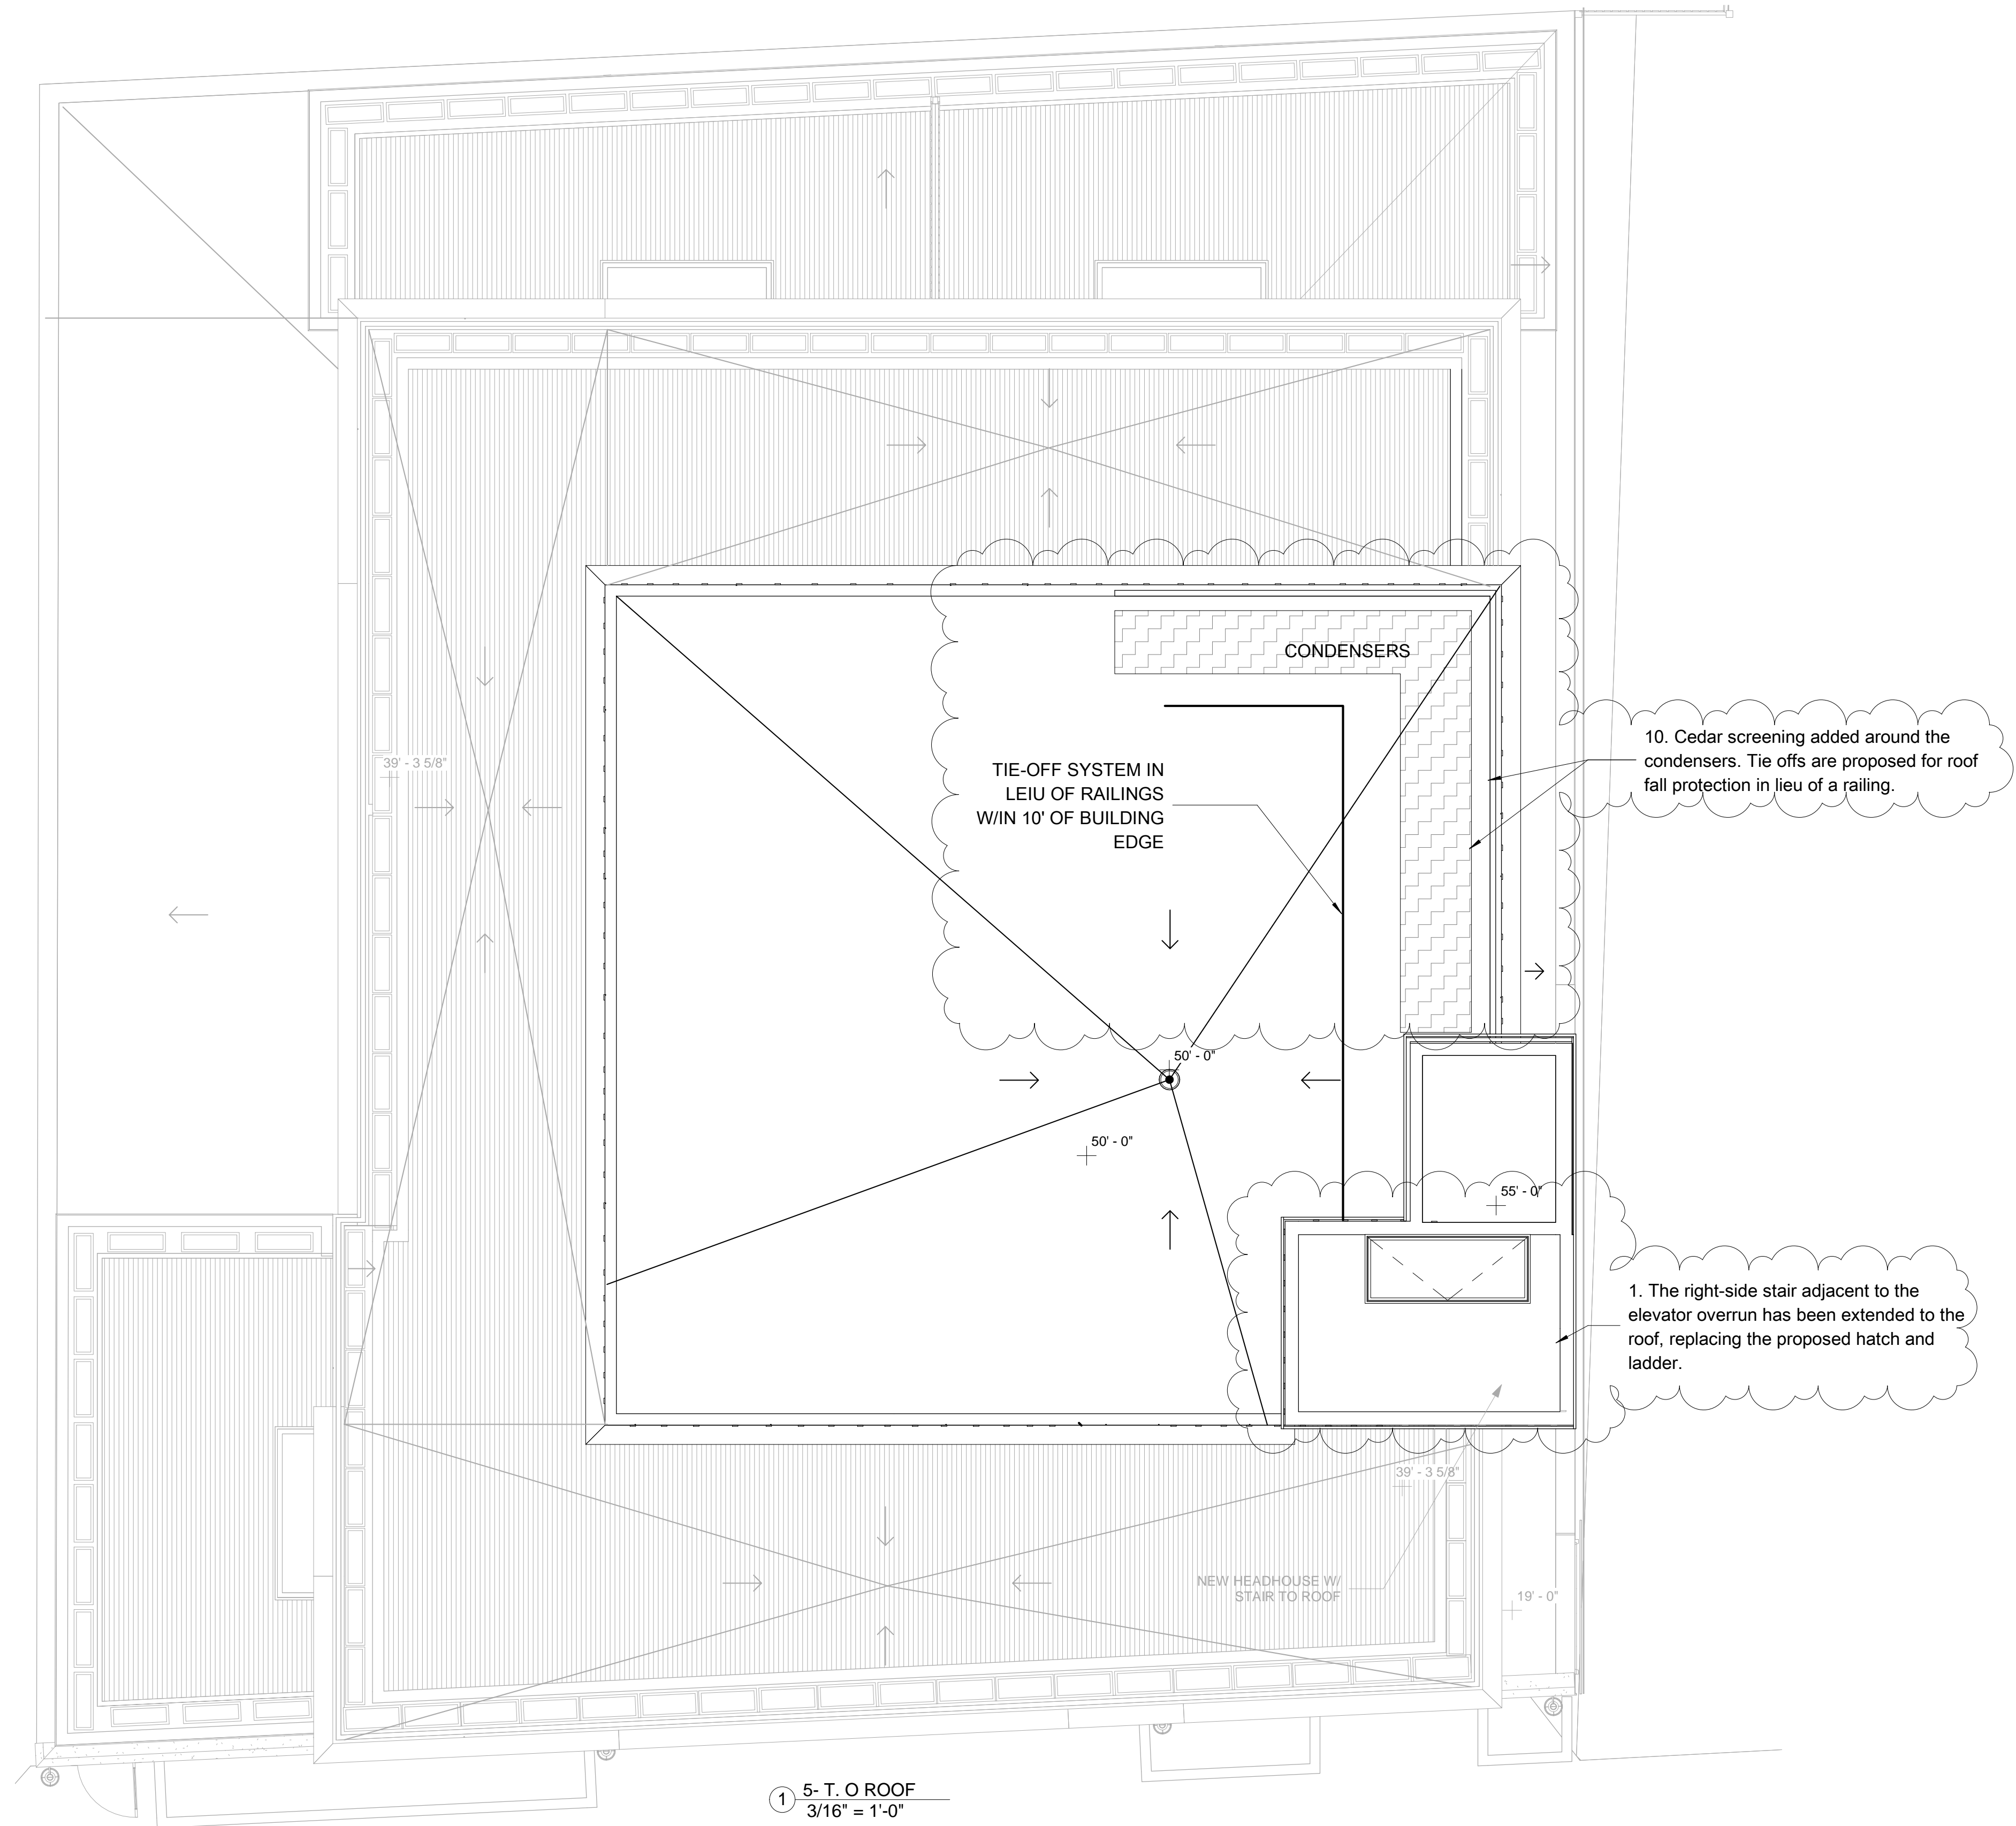 CONDENSERS
10. Cedar screening added around the
condensers. Tie offs are proposed for roof
fall protection in lieu of a railing.
39' - 3 5/8"
TIE-OFF SYSTEM IN
LEIU OF RAILINGS
W/IN 10' OF BUILDING
EDGE
50' - 0"
50' - 0"
55' - 0"
1. The right-side stair adjacent to the
elevator overrun has been extended to the
roof, replacing the proposed hatch and
ladder.
39' - 3 5/8"
NEW HEADHOUSE W/
STAIR TO ROOF
19' - 0"
1
5- T. O ROOF
3/16" = 1'-0"